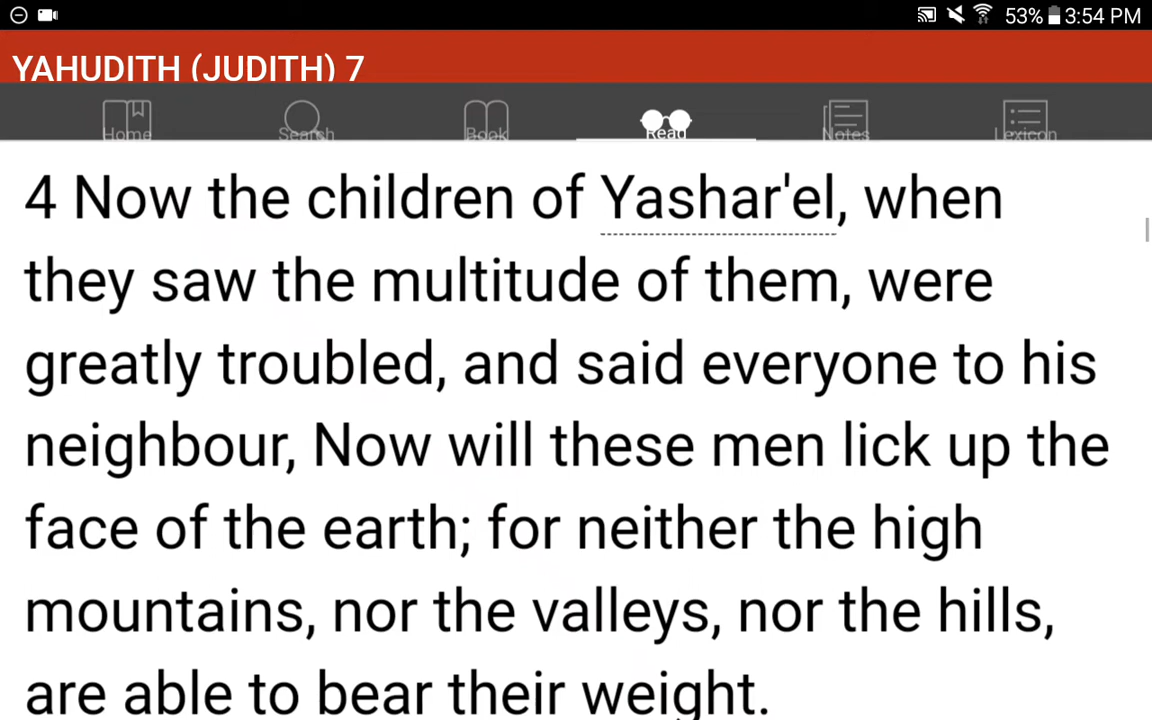 53% 3:54 PM
YAHUDITH (JUDITH) 7
Home Search Book Read Notes Lexicon
4 Now the children of Yashar'el, when
they saw the multitude of them, were
greatly troubled, and said everyone to his
neighbour, Now will these men lick up the
face of the earth; for neither the high
mountains, nor the valleys, nor the hills,
are able to bear their weight.